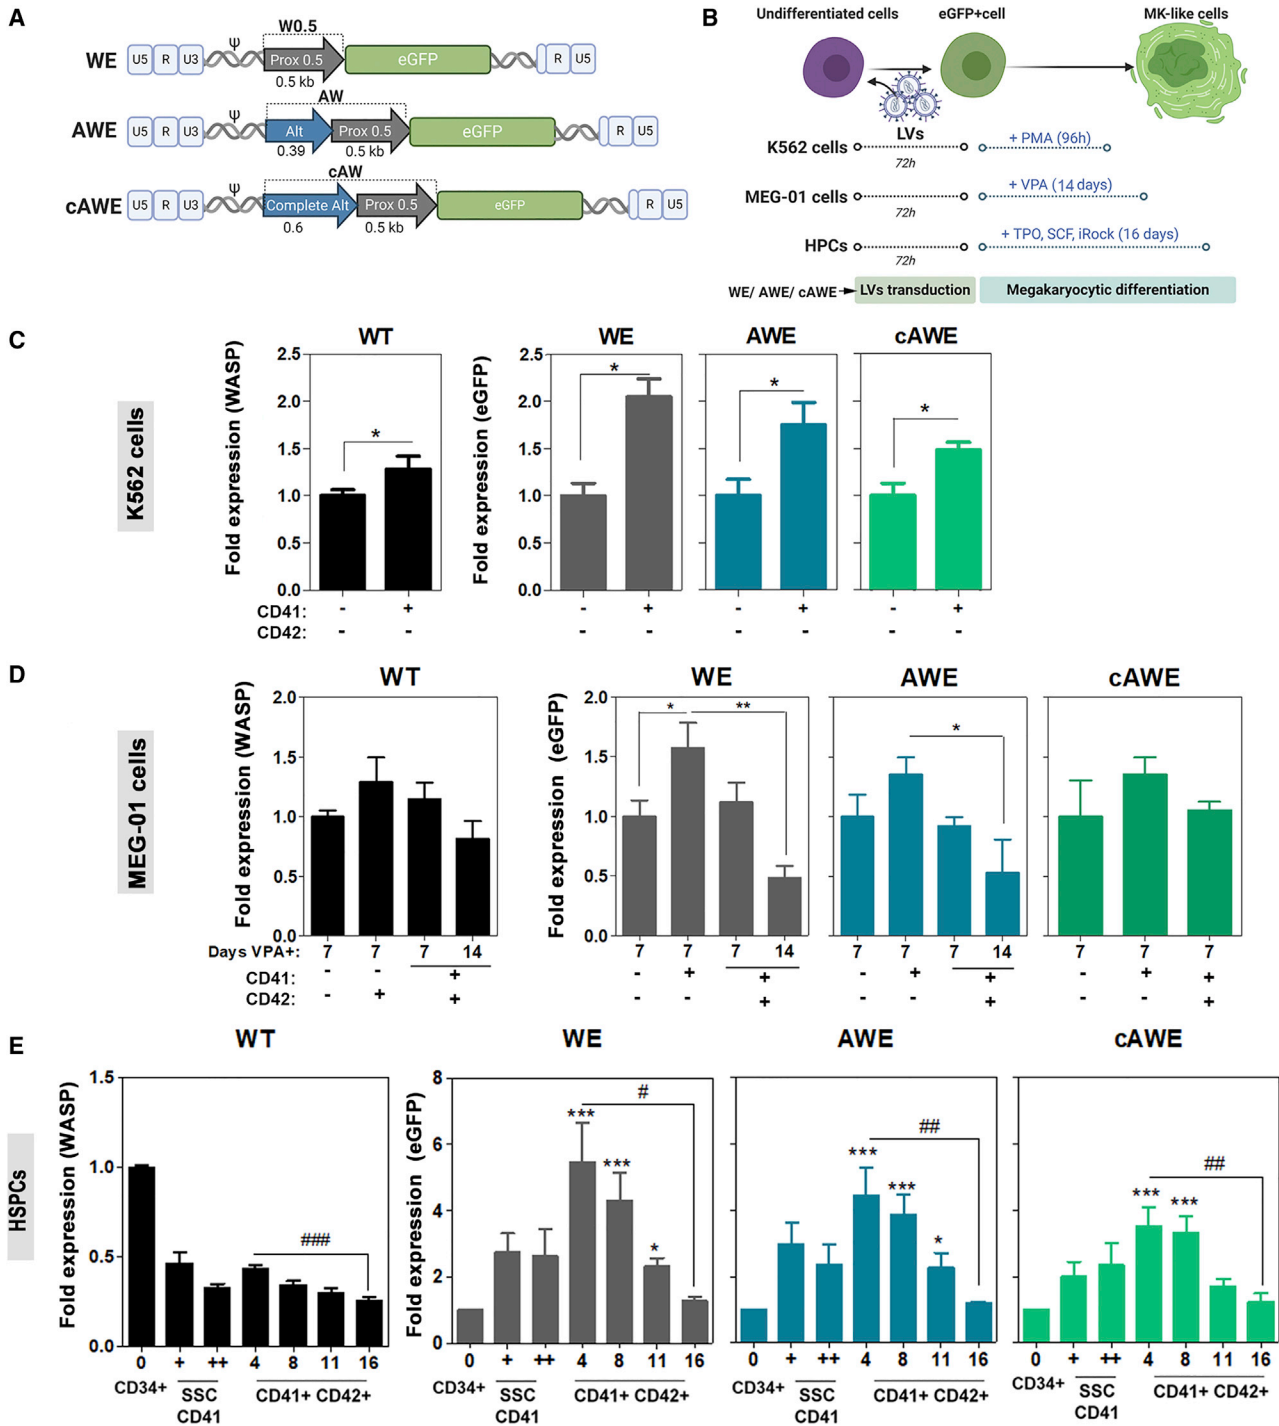 A
W0.5
WE
U5 R U3
Ψ
Prox 0.5
eGFP
R U5
0.5 kb
AW
AWE
U5 R U3
Ψ
Alt
Prox 0.5
eGFP
R U5
0.39
0.5 kb
cAW
cAWE
U5 R U3
Ψ
Complete Alt
Prox 0.5
eGFP
R U5
0.6
0.5 kb
B
Undifferentiated cells
eGFP+cell
MK-like cells
LVs
K562 cells
72h
+ PMA (96h)
MEG-01 cells
72h
+ VPA (14 days)
HPCs
72h
+ TPO, SCF, iRock (16 days)
WE/ AWE/ cAWE
LVs transduction
Megakaryocytic differentiation
C
K562 cells
WT
WE
AWE
cAWE
Fold expression (WASP)
2.5
2.0
1.5
1.0
0.5
0.0
*
Fold expression (eGFP)
2.5
2.0
1.5
1.0
0.5
0.0
*
*
*
CD41: - + - + - + - +
CD42: - - - - - - - -
D
MEG-01 cells
WT
WE
AWE
cAWE
Fold expression (WASP)
2.0
1.5
1.0
0.5
0.0
Fold expression (eGFP)
2.0
1.5
1.0
0.5
0.0
* **
*
Days VPA+: 7 7 7 14 7 7 7 14 7 7 7 14 7 7 7
CD41: - - + - + + - + + - + +
CD42: - + + - - + - - + - - +
E
HSPCs
WT
WE
AWE
cAWE
Fold expression (WASP)
1.5
1.0
0.5
0.0
###
Fold expression (eGFP)
8
6
4
2
0
#
***
***
*
##
***
***
*
##
***
***
0 + ++ 4 8 11 16
CD34+
SSC
CD41
CD41+ CD42+
0 + ++ 4 8 11 16
CD34+
SSC
CD41
CD41+ CD42+
0 + ++ 4 8 11 16
CD34+
SSC
CD41
CD41+ CD42+
0 + ++ 4 8 11 16
CD34+
SSC
CD41
CD41+ CD42+